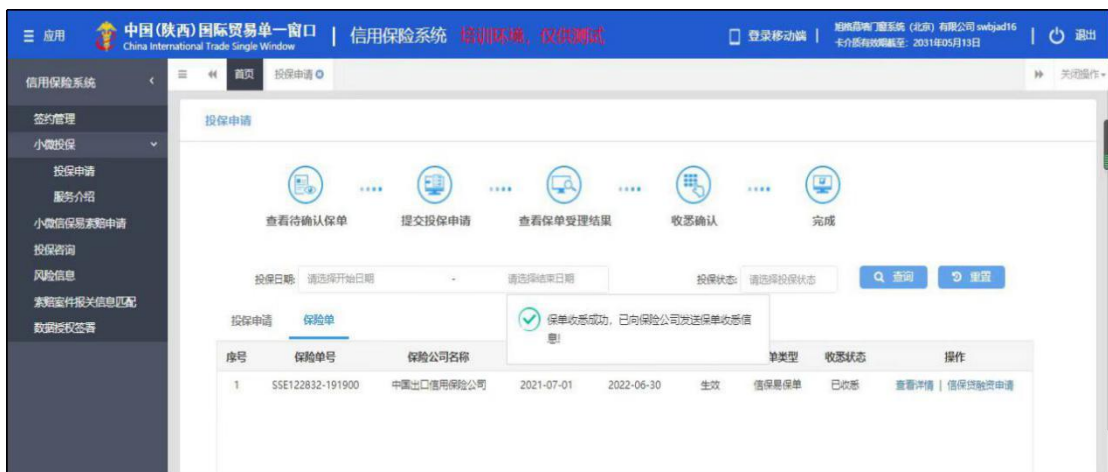 应用
中国(陕西)国际贸易单一窗口
China International Trade Single Window
信用保险系统 培训环境，仅供测试
登录移动端
(北京) 有限公司 swbjad16
卡介质有效期截至：2031年05月13日
退出
信用保险系统
首页 投保申请
关闭操作
签约管理
小微投保
投保申请
服务介绍
小微信保易索赔申请
投保咨询
风险信息
索赔案件报关信息匹配
数据授权签署
投保申请
查看待确认保单 提交投保申请 查看保单受理结果 收悉确认 完成
投保日期: 请选择开始日期 - 请选择结束日期 投保状态: 请选择投保状态 查询 重置
投保申请 保险单
保单收悉成功，已向保险公司发送保单收悉信
息!
序号 保险单号 保险公司名称 单类型 收悉状态 操作
1 SSE122832-191900 中国出口信用保险公司 2021-07-01 2022-06-30 生效 信保易保单 已收悉 查看详情 | 信保贷融资申请